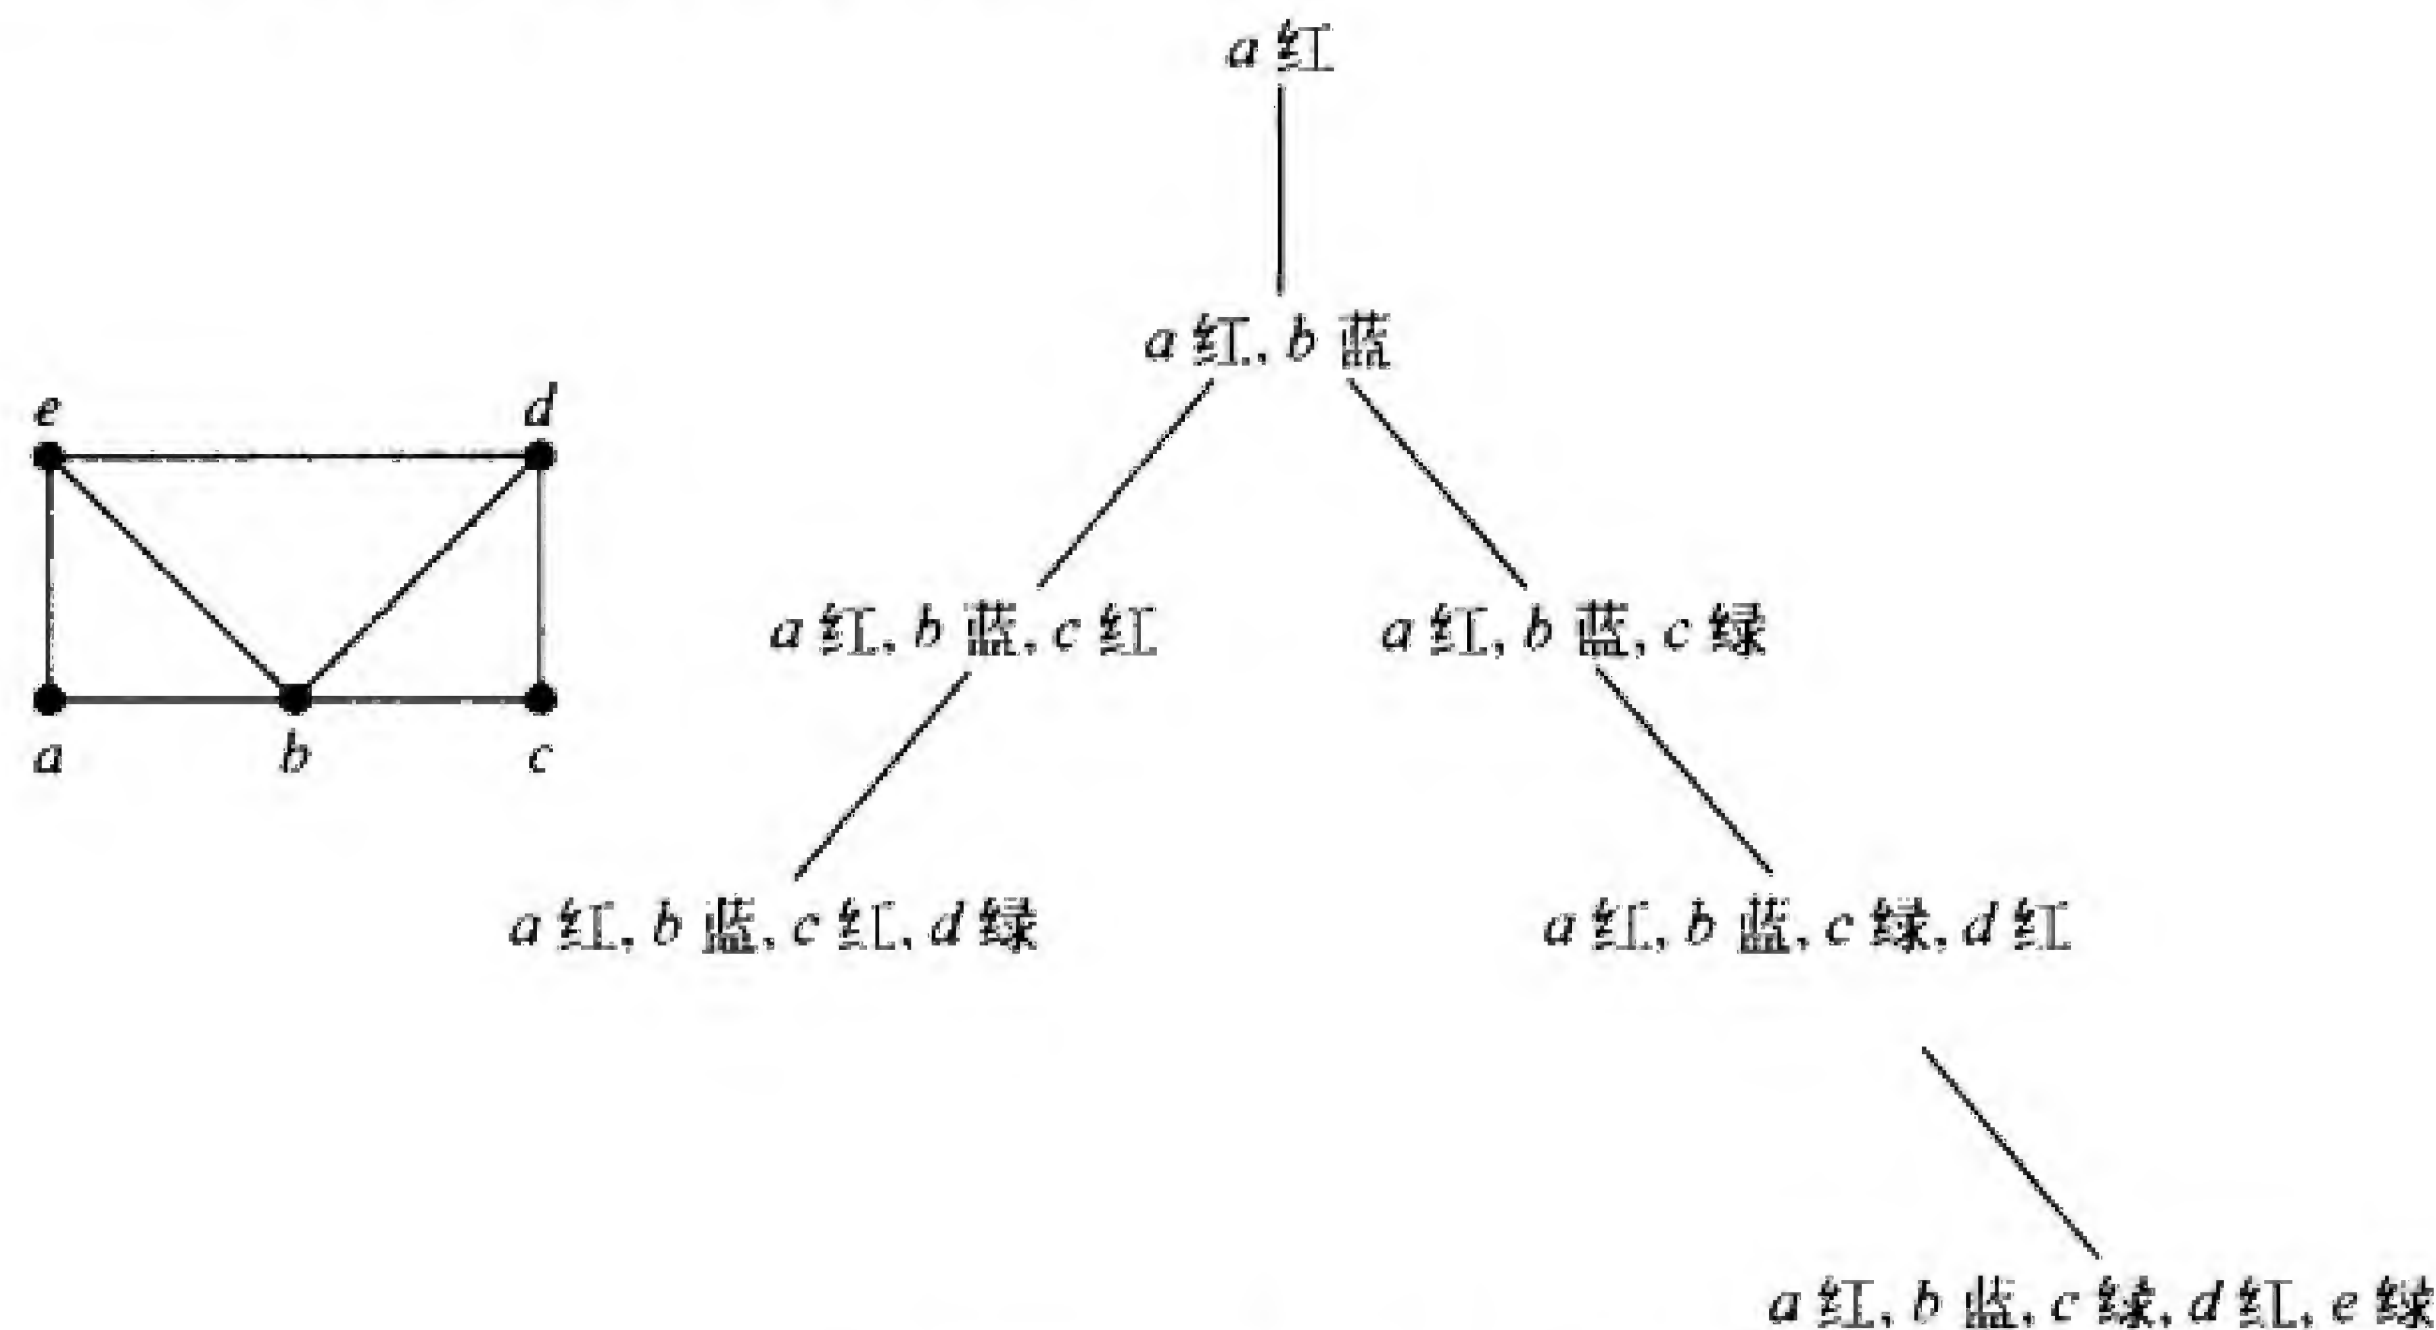 a 红
a 红, b 蓝
e d
a 红, b 蓝, c 红 a 红, b 蓝, c 绿
a b c
a 红, b 蓝, c 红, d 绿 a 红, b 蓝, c 绿, d 红
a 红, b 蓝, c 绿, d 红, e 绿